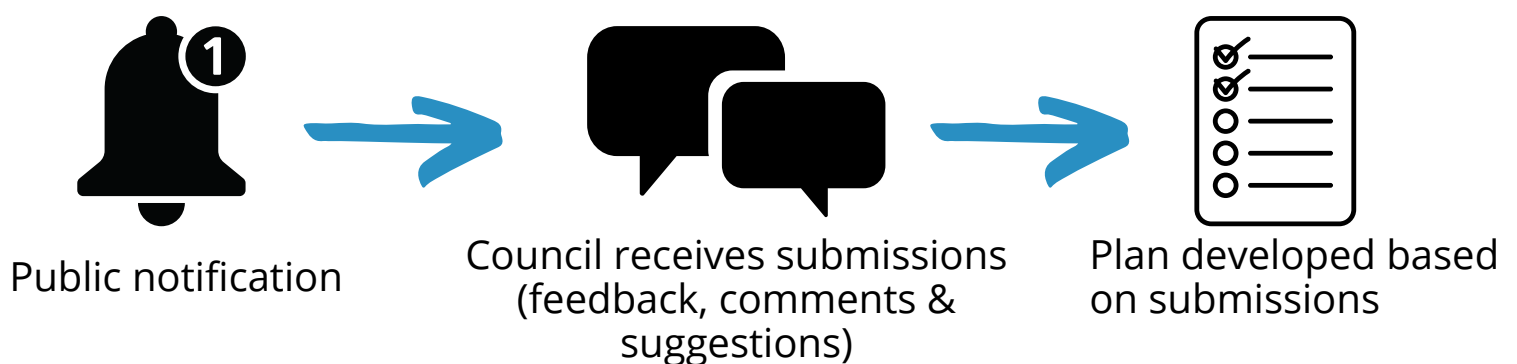 1
Public notification
Council receives submissions
(feedback, comments &
suggestions)
Plan developed based
on submissions